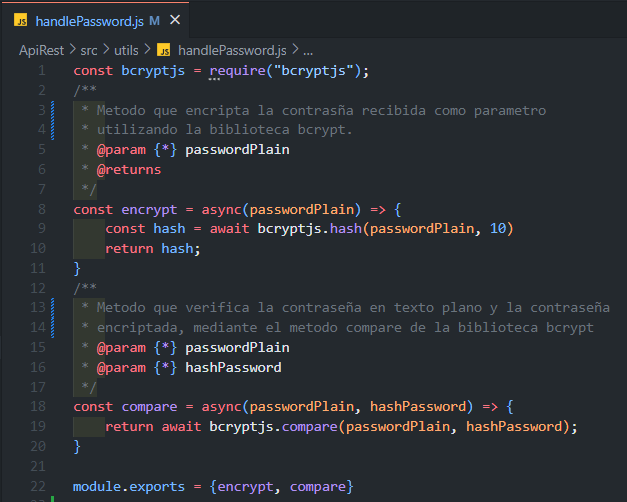 JS handlePassword.js M ×
ApiRest > src > utils > JS handlePassword.js > ...
1 const bcryptjs = require("bcryptjs");
2 /**
3  * Metodo que encripta la contrasña recibida como parametro
4  * utilizando la biblioteca bcrypt.
5  * @param {*} passwordPlain
6  * @returns
7  */
8 const encrypt = async(passwordPlain) => {
9     const hash = await bcryptjs.hash(passwordPlain, 10)
10     return hash;
11 }
12 /**
13  * Metodo que verifica la contraseña en texto plano y la contraseña
14  * encriptada, mediante el metodo compare de la biblioteca bcrypt
15  * @param {*} passwordPlain
16  * @param {*} hashPassword
17  */
18 const compare = async(passwordPlain, hashPassword) => {
19     return await bcryptjs.compare(passwordPlain, hashPassword);
20 }
21
22 module.exports = {encrypt, compare}